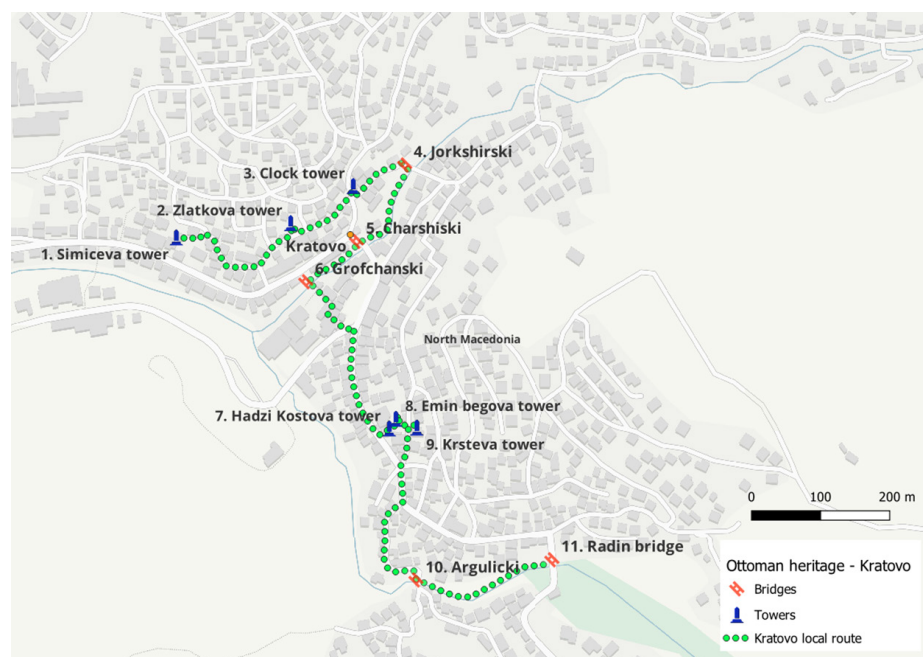 4. Jorkshirski
3. Clock tower
2. Zlatkova tower
5. Charshiski
Kratovo
1. Simiceva tower
6. Grofchanski
North Macedonia
8. Emin begova tower
7. Hadzi Kostova tower
9. Krsteva tower
0 100 200 m
11. Radin bridge
10. Argulicki
Ottoman heritage - Kratovo
Bridges
Towers
Kratovo local route